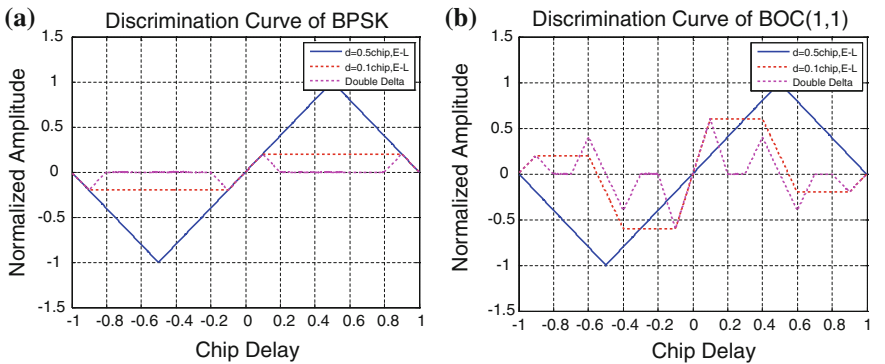 (a)
Discrimination Curve of BPSK
d=0.5chip,E-L
d=0.1chip,E-L
Double Delta
Normalized Amplitude
1.5
1
0.5
0
-0.5
-1
-1.5
-1 -0.8 -0.6 -0.4 -0.2 0 0.2 0.4 0.6 0.8 1
Chip Delay
(b)
Discrimination Curve of BOC(1,1)
d=0.5chip,E-L
d=0.1chip,E-L
Double Delta
Normalized Amplitude
1.5
1
0.5
0
-0.5
-1
-1.5
-1 -0.8 -0.6 -0.4 -0.2 0 0.2 0.4 0.6 0.8 1
Chip Delay